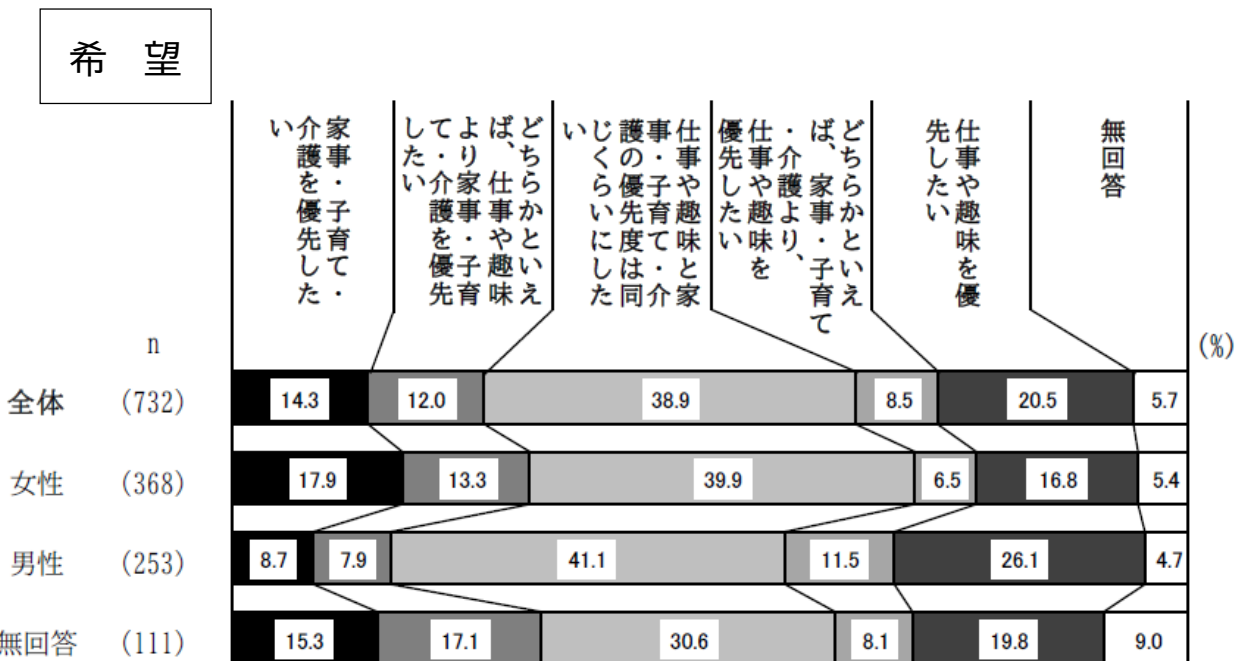 希 望
家事・子育て・
介護を優先した
い
どちらかといえ
ば、仕事や趣味
より家事・子育
て・介護を優先
したい
仕事や趣味と家
事・子育て・介
護の優先度は同
じくらいにした
い
どちらかといえ
ば、家事・子育て
・介護より、
仕事や趣味を
優先したい
仕事や趣味を優
先したい
無回答
n
(%)
全体 (732) 14.3 12.0 38.9 8.5 20.5 5.7
女性 (368) 17.9 13.3 39.9 6.5 16.8 5.4
男性 (253) 8.7 7.9 41.1 11.5 26.1 4.7
無回答 (111) 15.3 17.1 30.6 8.1 19.8 9.0